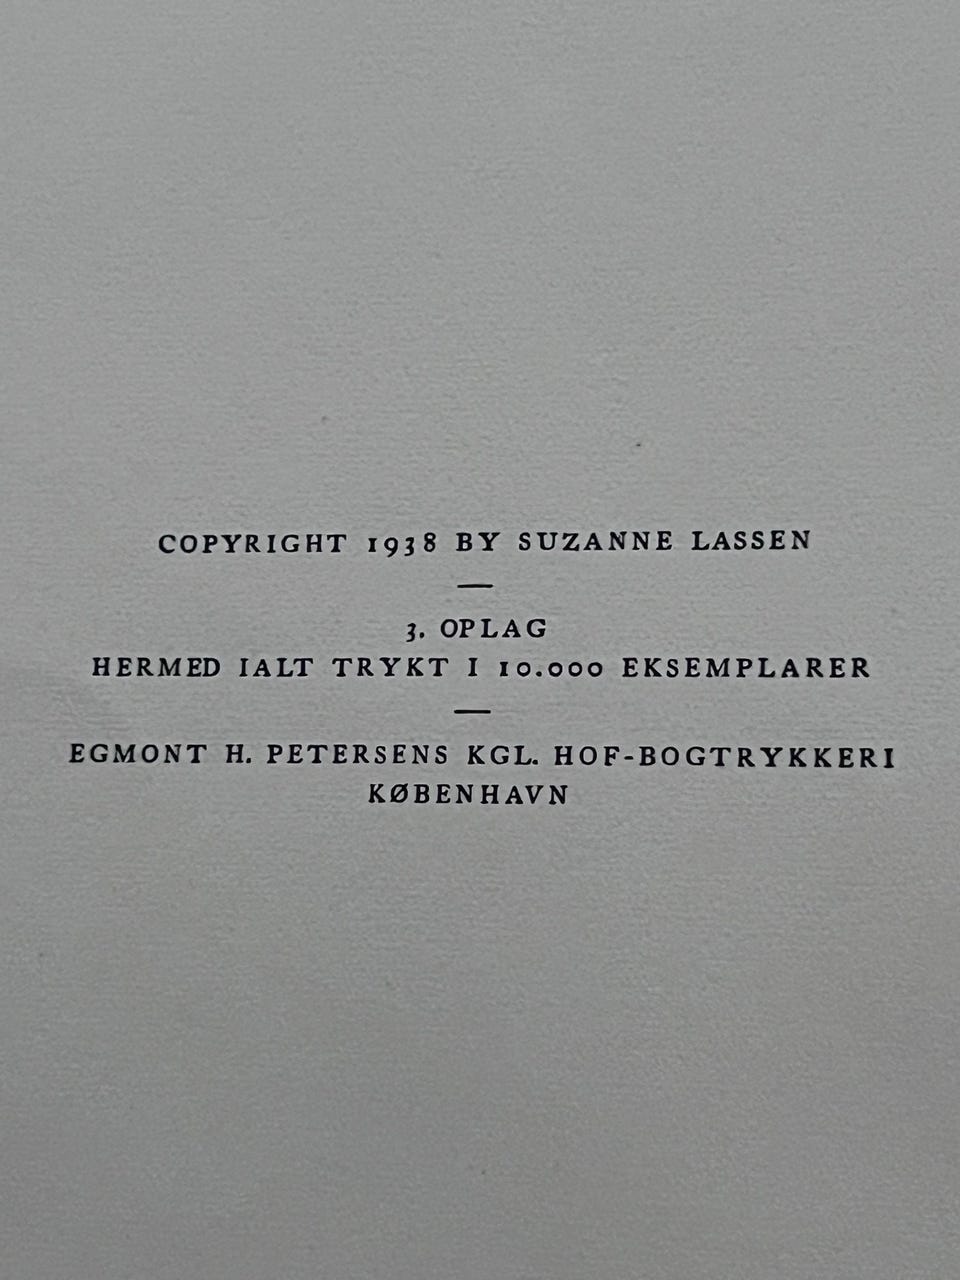 COPYRIGHT 1938 BY SUZANNE LASSEN
—
3. OPLAG
HERMED IALT TRYKT I 10.000 EKSEMPLARER
—
EGMONT H. PETERSENS KGL. HOF-BOGTRYKKERI
KØBENHAVN